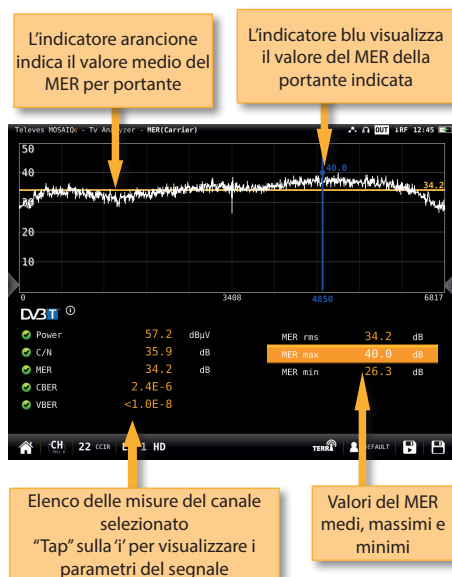 L'indicatore arancione
indica il valore medio del
MER per portante
L'indicatore blu visualizza
il valore del MER della
portante indicata
Televes MOSAIQ6 - Tv Analyzer - MER(Carrier)
OUT ↓RF 12:45
50
40
30
20
10
40.0
34.2
0
3408
4850
6817
DVB T i
Power 57.2 dBμV
C/N 35.9 dB
MER 34.2 dB
CBER 2.4E-6
VBER <1.0E-8
MER rms 34.2 dB
MER max 40.0 dB
MER min 26.3 dB
CH 22 CCIR 1 HD
TERR DEFAULT
Elenco delle misure del canale
selezionato
"Tap" sulla 'i' per visualizzare i
parametri del segnale
Valori del MER
medi, massimi e
minimi